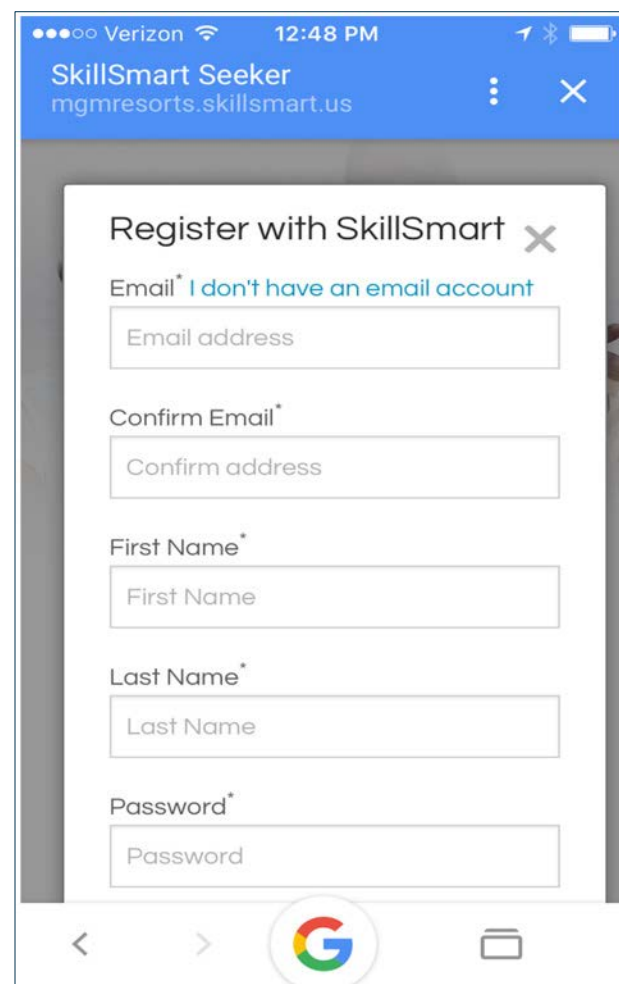 Verizon 12:48 PM
SkillSmart Seeker
mgmresorts.skillsmart.us
Register with SkillSmart
Email* I don't have an email account
Email address
Confirm Email*
Confirm address
First Name*
First Name
Last Name*
Last Name
Password*
Password